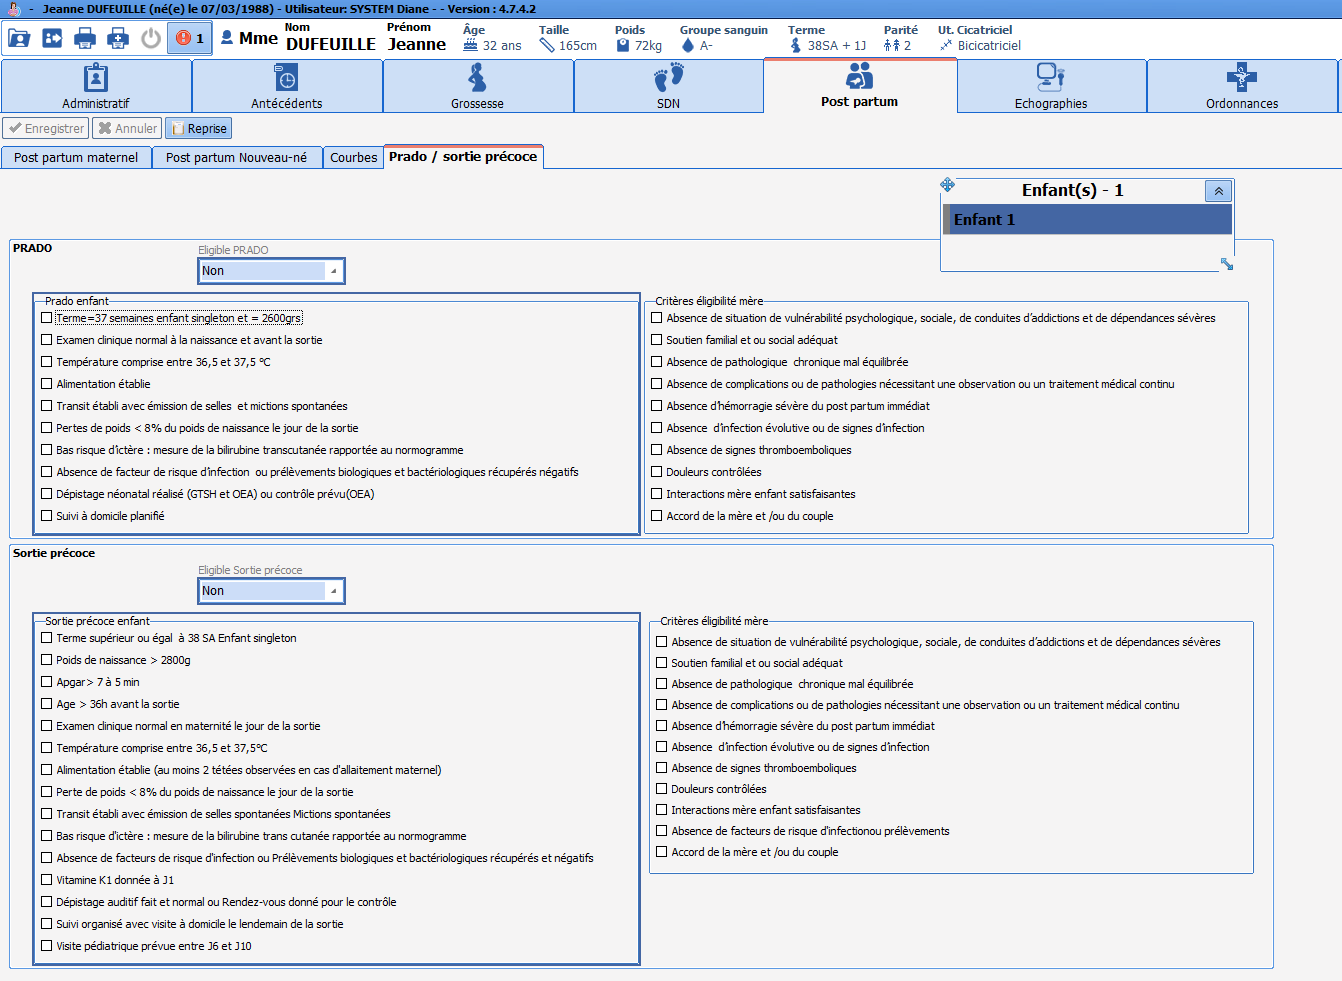 - Jeanne DUFEUILLE (né(e) le 07/03/1988) - Utilisateur: SYSTEM Diane - - Version : 4.7.4.2
1 Mme Nom DUFEUILLE Prénom Jeanne Âge 32 ans Taille 165cm Poids 72kg Groupe sanguin A- Terme 38SA + 1J Parité 2 Ut. Cicatriciel Bicicatriciel
Administratif Antécédents Grossesse SDN Post partum Echographies Ordonnances
Enregistrer Annuler Reprise
Post partum maternel Post partum Nouveau-né Courbes Prado / sortie précoce
Enfant(s) - 1
Enfant 1
PRADO
Eligible PRADO
Non
Prado enfant
Terme=37 semaines enfant singleton et = 2600grs
Examen clinique normal à la naissance et avant la sortie
Température comprise entre 36,5 et 37,5 °C
Alimentation établie
Transit établi avec émission de selles et mictions spontanées
Pertes de poids < 8% du poids de naissance le jour de la sortie
Bas risque d'ictère : mesure de la bilirubine transcutanée rapportée au normogramme
Absence de facteur de risque d'infection ou prélèvements biologiques et bactériologiques récupérés négatifs
Dépistage néonatal réalisé (GTSH et OEA) ou contrôle prévu(OEA)
Suivi à domicile planifié
Critères éligibilité mère
Absence de situation de vulnérabilité psychologique, sociale, de conduites d'addictions et de dépendances sévères
Soutien familial et ou social adéquat
Absence de pathologique chronique mal équilibrée
Absence de complications ou de pathologies nécessitant une observation ou un traitement médical continu
Absence d'hémorragie sévère du post partum immédiat
Absence d'infection évolutive ou de signes d'infection
Absence de signes thromboemboliques
Douleurs contrôlées
Interactions mère enfant satisfaisantes
Accord de la mère et /ou du couple
Sortie précoce
Eligible Sortie précoce
Non
Sortie précoce enfant
Terme supérieur ou égal à 38 SA Enfant singleton
Poids de naissance > 2800g
Apgar> 7 à 5 min
Age > 36h avant la sortie
Examen clinique normal en maternité le jour de la sortie
Température comprise entre 36,5 et 37,5°C
Alimentation établie (au moins 2 tétées observées en cas d'allaitement maternel)
Perte de poids < 8% du poids de naissance le jour de la sortie
Transit établi avec émission de selles spontanées Mictions spontanées
Bas risque d'ictère : mesure de la bilirubine trans cutanée rapportée au normogramme
Absence de facteurs de risque d'infection ou Prélèvements biologiques et bactériologiques récupérés et négatifs
Vitamine K1 donnée à J1
Dépistage auditif fait et normal ou Rendez-vous donné pour le contrôle
Suivi organisé avec visite à domicile le lendemain de la sortie
Visite pédiatrique prévue entre J6 et J10
Critères éligibilité mère
Absence de situation de vulnérabilité psychologique, sociale, de conduites d'addictions et de dépendances sévères
Soutien familial et ou social adéquat
Absence de pathologique chronique mal équilibrée
Absence de complications ou de pathologies nécessitant une observation ou un traitement médical continu
Absence d'hémorragie sévère du post partum immédiat
Absence d'infection évolutive ou de signes d'infection
Absence de signes thromboemboliques
Douleurs contrôlées
Interactions mère enfant satisfaisantes
Absence de facteurs de risque d'infectionou prélèvements
Accord de la mère et /ou du couple